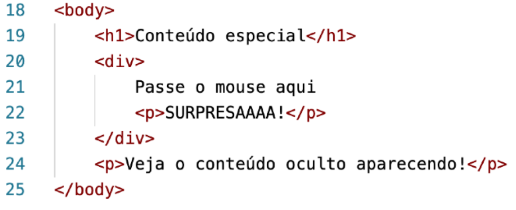 18 <body>
19 <h1>Conteúdo especial</h1>
20 <div>
21 Passe o mouse aqui
22 <p>SURPRESAAAA!</p>
23 </div>
24 <p>Veja o conteúdo oculto aparecendo!</p>
25 </body>